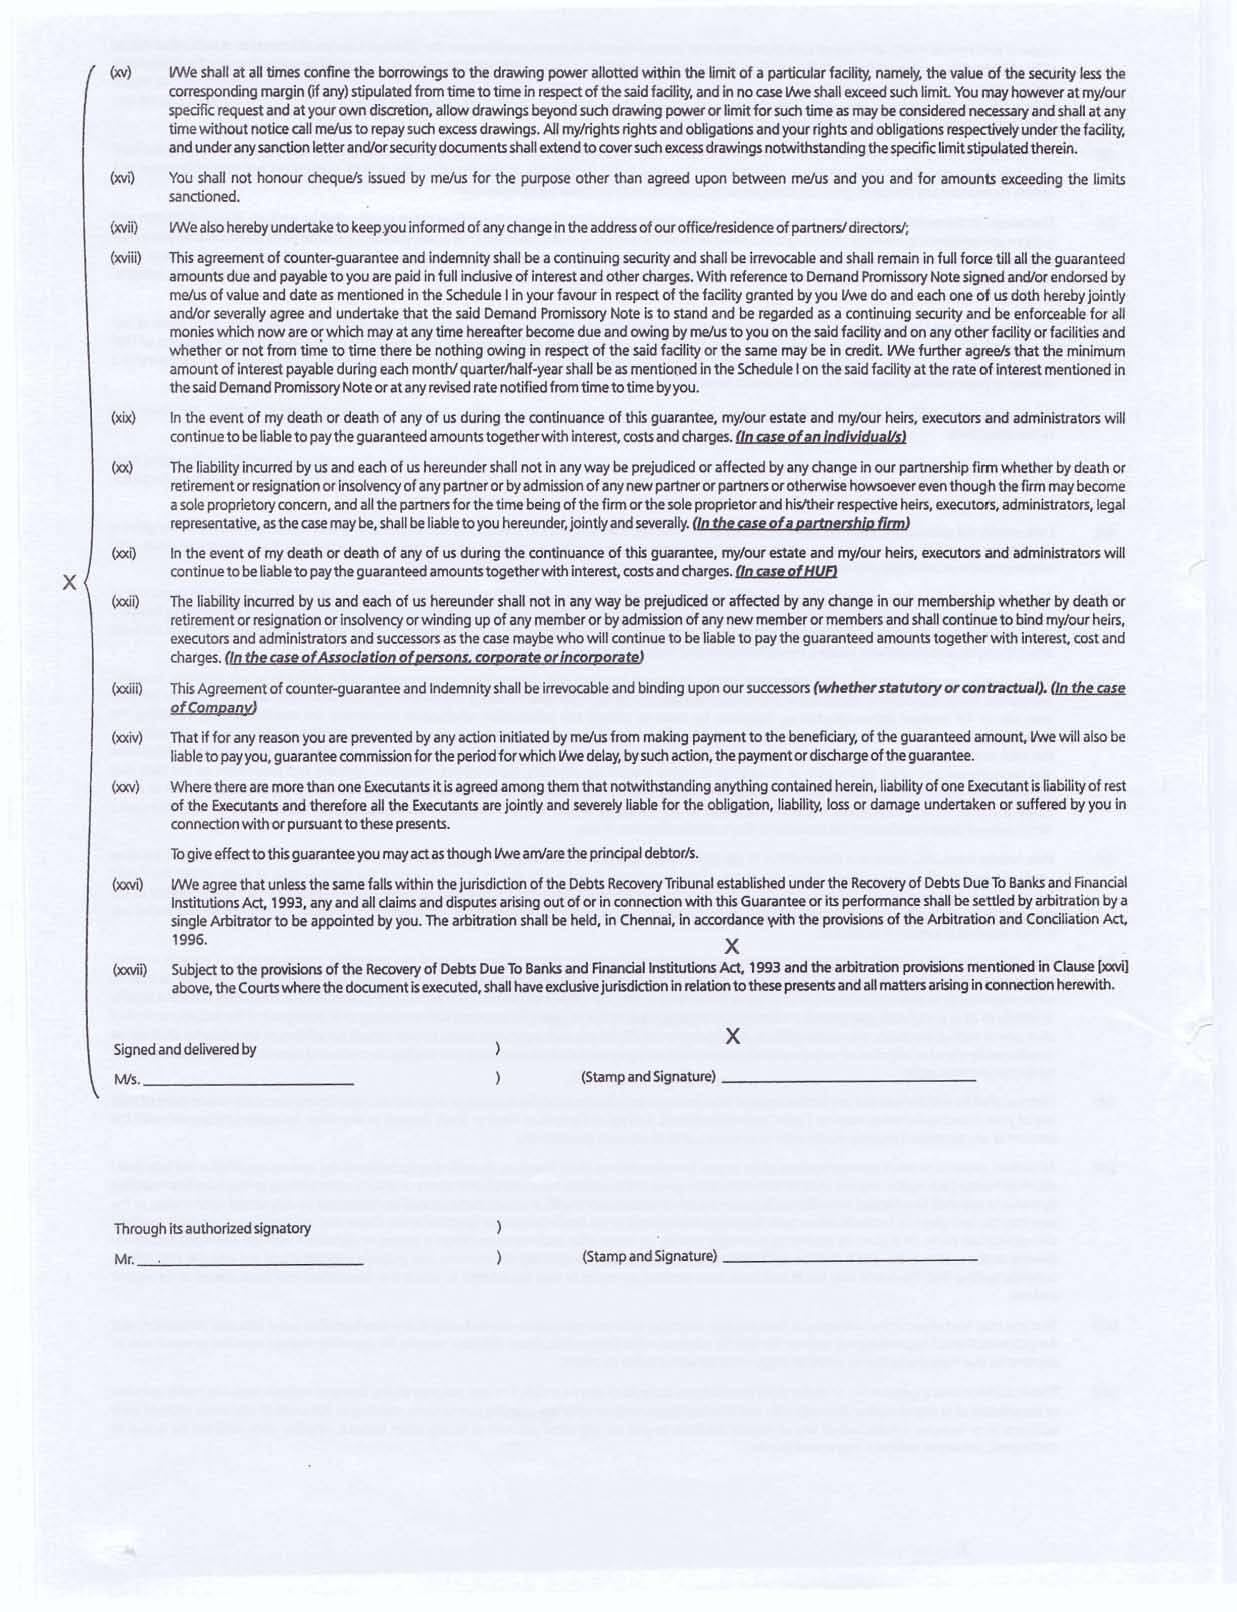 (xv) I/We shall at all times confine the borrowings to the drawing power allotted within the limit of a particular facility, namely, the value of the security less the
corresponding margin (if any) stipulated from time to time in respect of the said facility, and in no case I/we shall exceed such limit. You may however at my/our
specific request and at your own discretion, allow drawings beyond such drawing power or limit for such time as may be considered necessary and shall at any
time without notice call me/us to repay such excess drawings. All my/rights rights and obligations and your rights and obligations respectively under the facility,
and under any sanction letter and/or security documents shall extend to cover such excess drawings notwithstanding the specific limit stipulated therein.
(xvi) You shall not honour cheque/s issued by me/us for the purpose other than agreed upon between me/us and you and for amounts exceeding the limits
sanctioned.
(xvii) I/We also hereby undertake to keep you informed of any change in the address of our office/residence of partners/ directors/;
(xviii) This agreement of counter-guarantee and indemnity shall be a continuing security and shall be irrevocable and shall remain in full force till all the guaranteed
amounts due and payable to you are paid in full inclusive of interest and other charges. With reference to Demand Promissory Note signed and/or endorsed by
me/us of value and date as mentioned in the Schedule I in your favour in respect of the facility granted by you I/we do and each one of us doth hereby jointly
and/or severally agree and undertake that the said Demand Promissory Note is to stand and be regarded as a continuing security and be enforceable for all
monies which now are or which may at any time hereafter become due and owing by me/us to you on the said facility and on any other facility or facilities and
whether or not from time to time there be nothing owing in respect of the said facility or the same may be in credit. I/We further agree/s that the minimum
amount of interest payable during each month/ quarter/half-year shall be as mentioned in the Schedule I on the said facility at the rate of interest mentioned in
the said Demand Promissory Note or at any revised rate notified from time to time by you.
(xix) In the event of my death or death of any of us during the continuance of this guarantee, my/our estate and my/our heirs, executors and administrators will
continue to be liable to pay the guaranteed amounts together with interest, costs and charges. (In case of an individual/s)
(xx) The liability incurred by us and each of us hereunder shall not in any way be prejudiced or affected by any change in our partnership firm whether by death or
retirement or resignation or insolvency of any partner or by admission of any new partner or partners or otherwise howsoever even though the firm may become
a sole proprietory concern, and all the partners for the time being of the firm or the sole proprietor and his/their respective heirs, executors, administrators, legal
representative, as the case may be, shall be liable to you hereunder, jointly and severally. (In the case of a partnership firm)
(xxi) In the event of my death or death of any of us during the continuance of this guarantee, my/our estate and my/our heirs, executors and administrators will
X continue to be liable to pay the guaranteed amounts together with interest, costs and charges. (In case of HUF)
(xxii) The liability incurred by us and each of us hereunder shall not in any way be prejudiced or affected by any change in our membership whether by death or
retirement or resignation or insolvency or winding up of any member or by admission of any new member or members and shall continue to bind my/our heirs,
executors and administrators and successors as the case maybe who will continue to be liable to pay the guaranteed amounts together with interest, cost and
charges. (In the case of Association of persons, corporate or incorporate)
(xxiii) This Agreement of counter-guarantee and Indemnity shall be irrevocable and binding upon our successors (whether statutory or contractual). (In the case
of Company)
(xxiv) That if for any reason you are prevented by any action initiated by me/us from making payment to the beneficiary, of the guaranteed amount, I/we will also be
liable to pay you, guarantee commission for the period for which I/we delay, by such action, the payment or discharge of the guarantee.
(xxv) Where there are more than one Executants it is agreed among them that notwithstanding anything contained herein, liability of one Executant is liability of rest
of the Executants and therefore all the Executants are jointly and severely liable for the obligation, liability, loss or damage undertaken or suffered by you in
connection with or pursuant to these presents.
To give effect to this guarantee you may act as though I/we am/are the principal debtor/s.
(xxvi) I/We agree that unless the same falls within the jurisdiction of the Debts Recovery Tribunal established under the Recovery of Debts Due To Banks and Financial
Institutions Act, 1993, any and all claims and disputes arising out of or in connection with this Guarantee or its performance shall be settled by arbitration by a
single Arbitrator to be appointed by you. The arbitration shall be held, in Chennai, in accordance with the provisions of the Arbitration and Conciliation Act,
1996.
X
(xxvii) Subject to the provisions of the Recovery of Debts Due To Banks and Financial Institutions Act, 1993 and the arbitration provisions mentioned in Clause [xxvi]
above, the Courts where the document is executed, shall have exclusive jurisdiction in relation to these presents and all matters arising in connection herewith.
X
Signed and delivered by )
M/s. ) (Stamp and Signature)
Through its authorized signatory )
Mr. ) (Stamp and Signature)